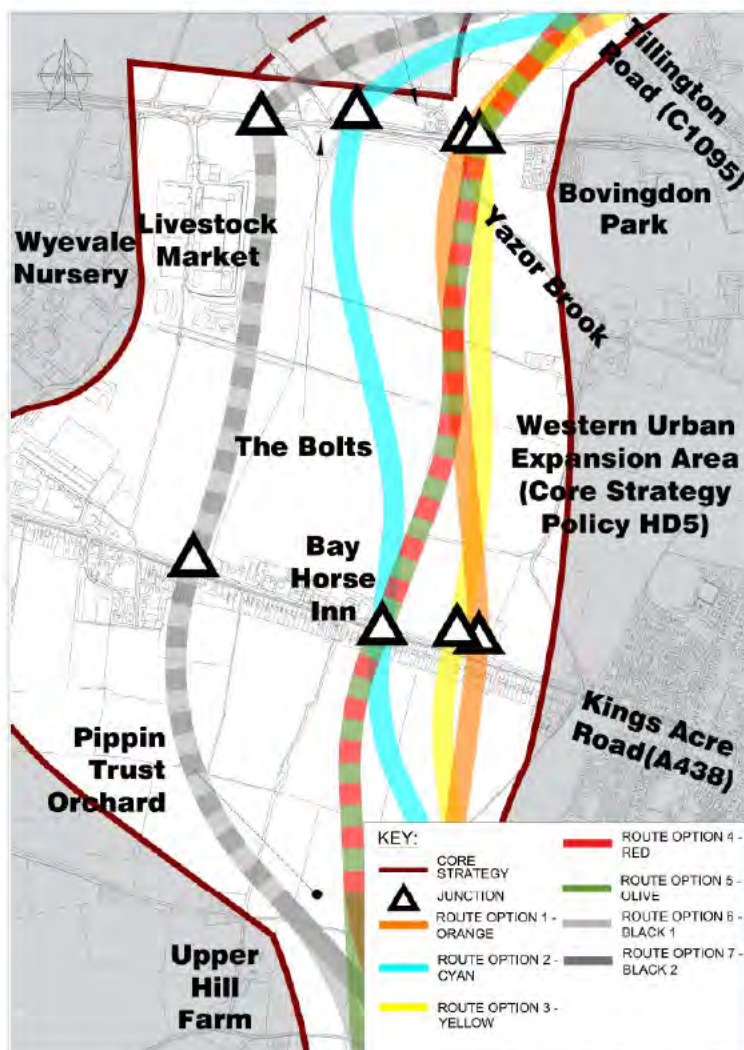 Tillington
Road (C1095)
Bovingdon
Park
Livestock
Market
Wyevale
Nursery
Yazor Brook
The Bolts
Western Urban
Expansion Area
(Core Strategy
Policy HD5)
Bay
Horse
Inn
Kings Acre
Road(A438)
Pippin
Trust
Orchard
Upper
Hill
Farm
KEY:
CORE
STRATEGY
JUNCTION
ROUTE OPTION 1 -
ORANGE
ROUTE OPTION 2 -
CYAN
ROUTE OPTION 3 -
YELLOW
ROUTE OPTION 4 -
RED
ROUTE OPTION 5 -
OLIVE
ROUTE OPTION 6 -
BLACK 1
ROUTE OPTION 7 -
BLACK 2